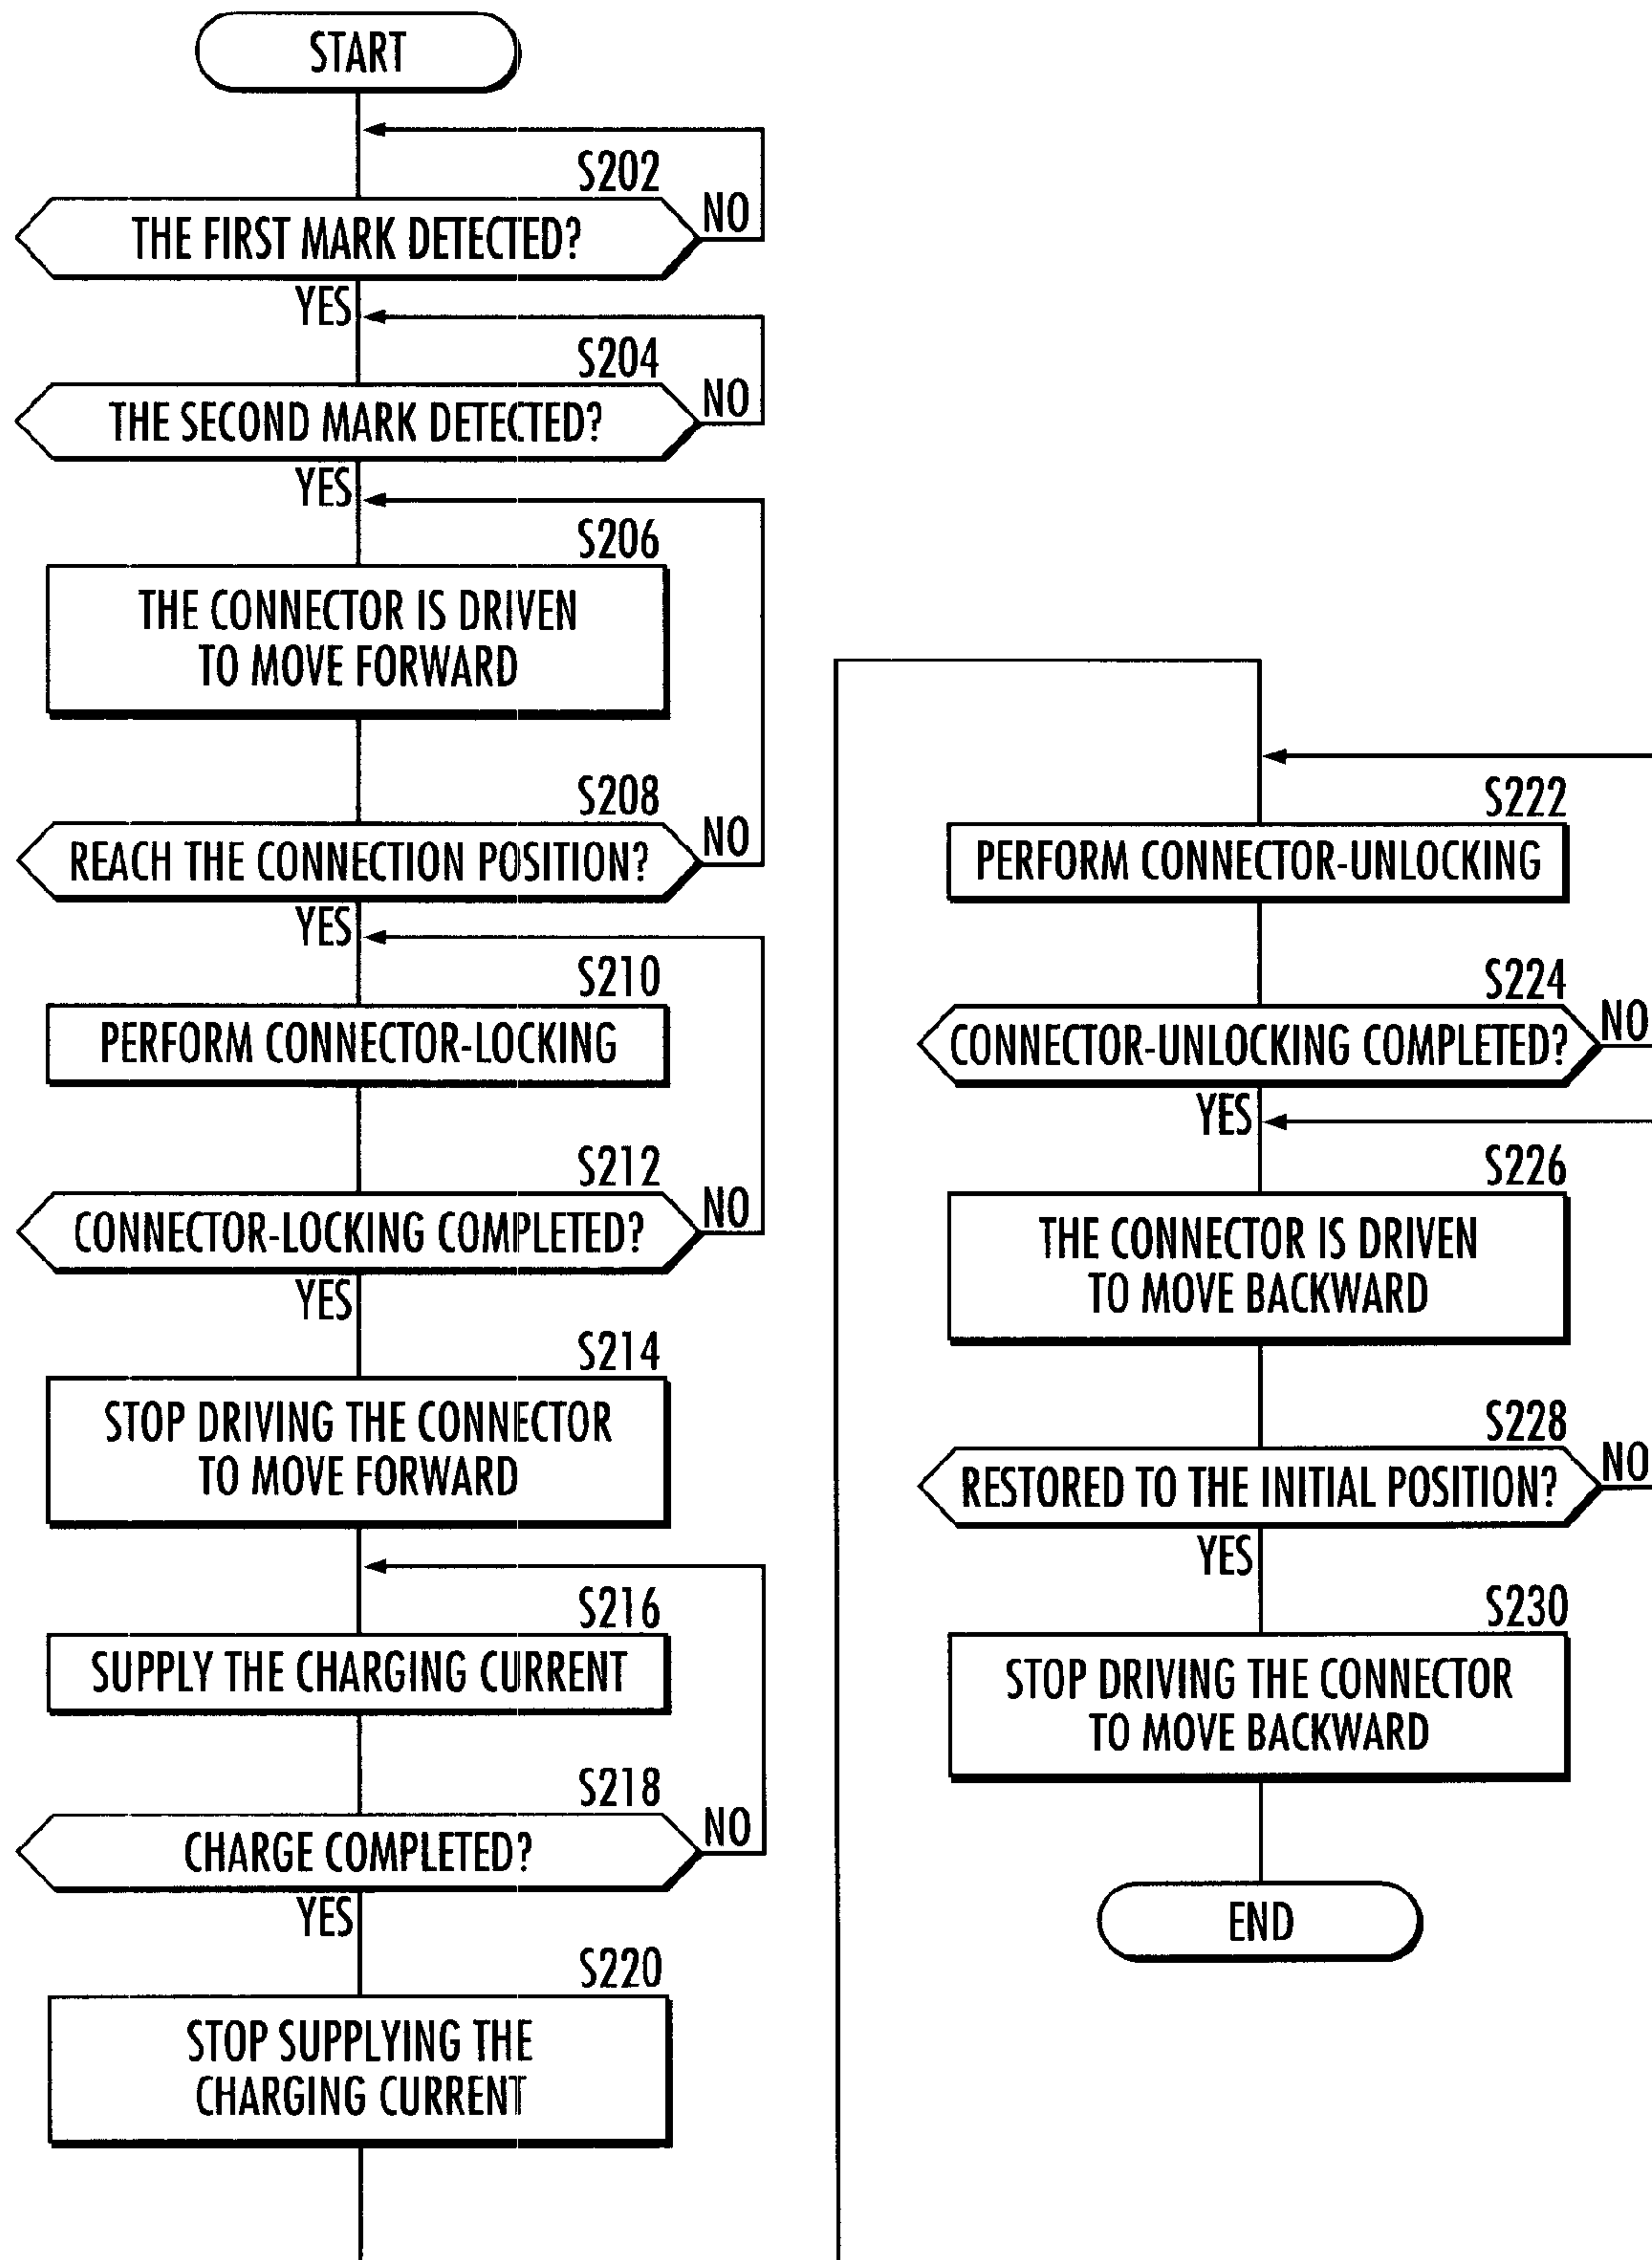 START
S202
THE FIRST MARK DETECTED?
NO
YES
S204
THE SECOND MARK DETECTED?
NO
YES
S206
THE CONNECTOR IS DRIVEN
TO MOVE FORWARD
S208
REACH THE CONNECTION POSITION?
NO
YES
S210
PERFORM CONNECTOR-LOCKING
S212
CONNECTOR-LOCKING COMPLETED?
NO
YES
S214
STOP DRIVING THE CONNECTOR
TO MOVE FORWARD
S216
SUPPLY THE CHARGING CURRENT
S218
CHARGE COMPLETED?
NO
YES
S220
STOP SUPPLYING THE
CHARGING CURRENT
S222
PERFORM CONNECTOR-UNLOCKING
S224
CONNECTOR-UNLOCKING COMPLETED?
NO
YES
S226
THE CONNECTOR IS DRIVEN
TO MOVE BACKWARD
S228
RESTORED TO THE INITIAL POSITION?
NO
YES
S230
STOP DRIVING THE CONNECTOR
TO MOVE BACKWARD
END